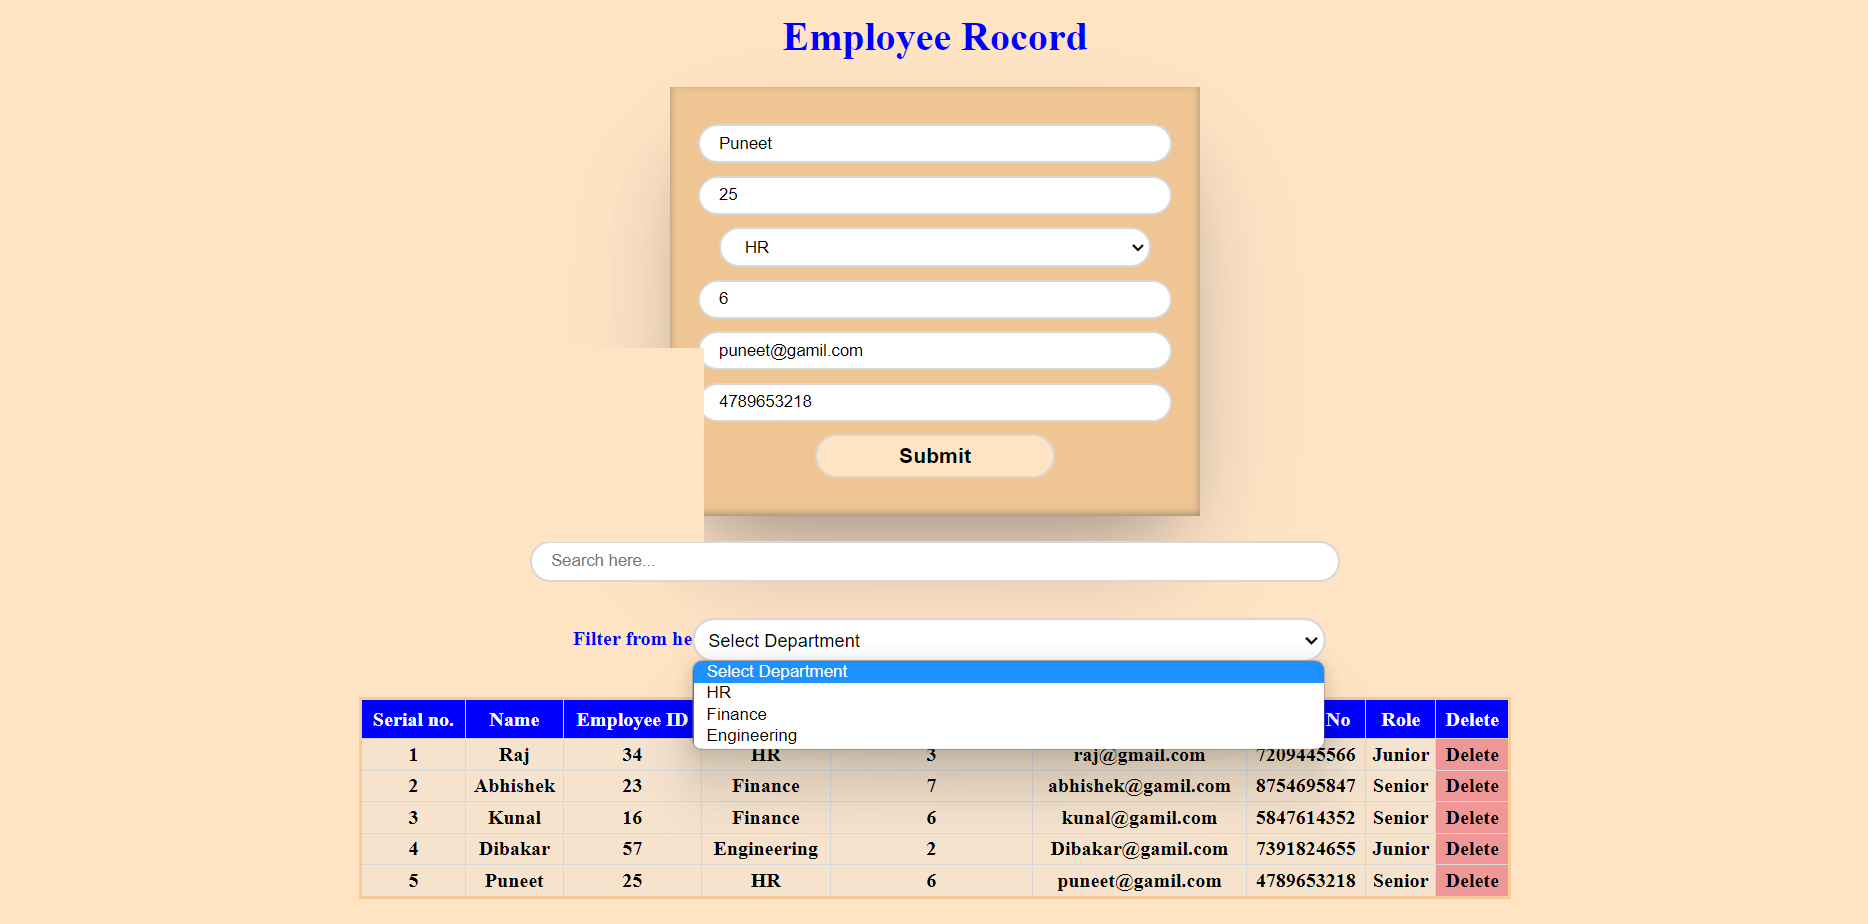 Employee Rocord
Puneet
25
HR
6
puneet@gamil.com
4789653218
Submit
Search here...
Filter from he
Select Department
Select Department
HR
Finance
Engineering
Serial no. Name Employee ID No Role Delete
1 Raj 34 HR 3 raj@gmail.com 7209445566 Junior Delete
2 Abhishek 23 Finance 7 abhishek@gamil.com 8754695847 Senior Delete
3 Kunal 16 Finance 6 kunal@gamil.com 5847614352 Senior Delete
4 Dibakar 57 Engineering 2 Dibakar@gamil.com 7391824655 Junior Delete
5 Puneet 25 HR 6 puneet@gamil.com 4789653218 Senior Delete